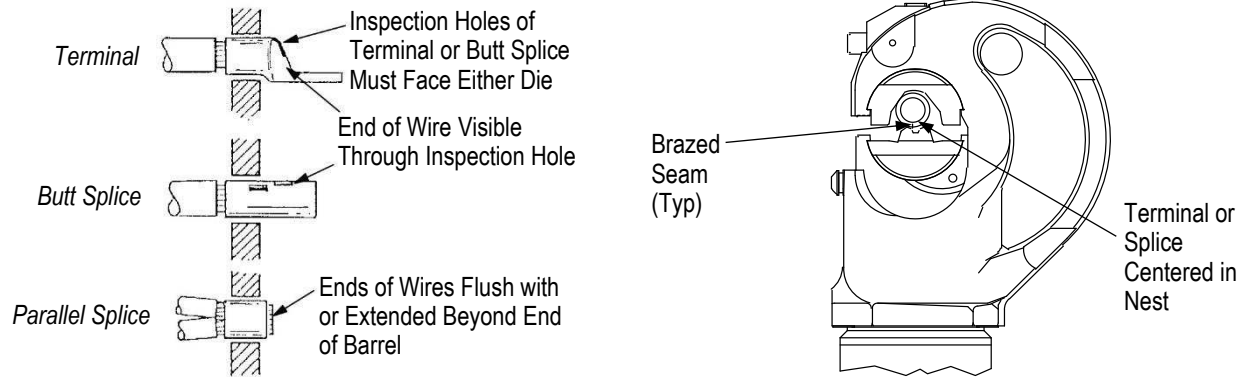 Terminal
Inspection Holes of
Terminal or Butt Splice
Must Face Either Die
End of Wire Visible
Through Inspection Hole
Butt Splice
Parallel Splice
Ends of Wires Flush with
or Extended Beyond End
of Barrel
Brazed
Seam
(Typ)
Terminal or
Splice
Centered in
Nest